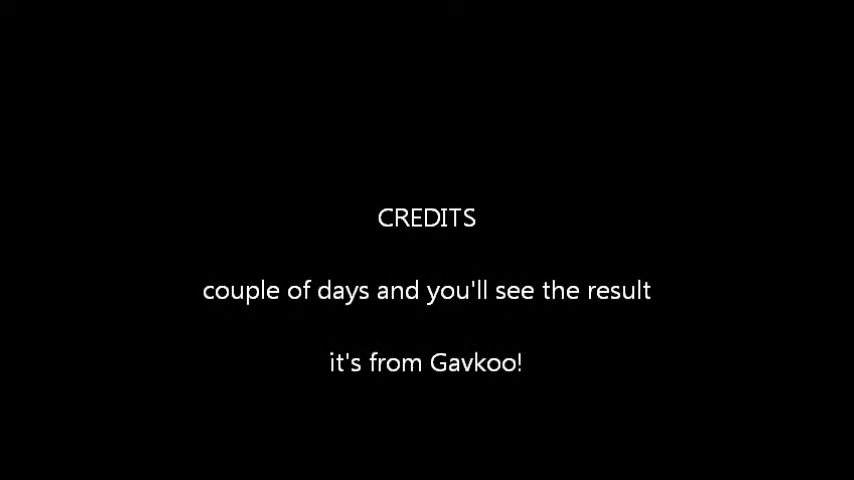 CREDITS
couple of days and you'll see the result
it's from Gavkoo!